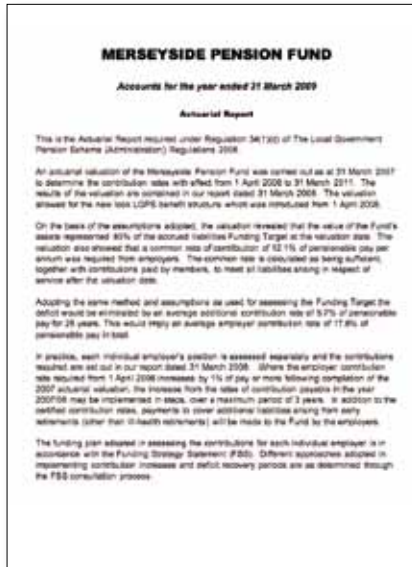 MERSEYSIDE PENSION FUND
Accounts for the year ended 31 March 2009
Actuarial Report
This is the Actuarial Report required under Regulation of The Local Government
Pension Scheme (Administration) Regulations 2008
An actuarial valuation of the Merseyside Pension Fund was carried out as at 31 March 2007
to determine the contribution rates with effect from 1 April 2008 to 31 March 2011. The
results of the valuation are contained in our report dated 31 March 2008. The valuation
allowed for the new look LGPS benefit structure which was introduced from 1 April 2008.
On the basis of the assumptions adopted, the valuation revealed that the value of the Fund's
assets represented of the accrued liabilities Funding Target at the valuation date. The
valuation also showed that a common rate of contribution of of pensionable pay per
annum was required from employers. The common rate is calculated as being sufficient,
together with contributions paid by members, to meet all liabilities arising in respect of
service after the valuation date.
Adopting the same method and assumptions as used for assessing the Funding Target the
deficit would be eliminated by an average additional contribution rate of of pensionable
pay for years. This would imply an average employer contribution rate of of
pensionable pay in total.
In practice, each individual employer's position is assessed separately and the contributions
required are set out in our report dated 31 March 2008. Where the employer contribution
rate required from 1 April 2008 increases by 1% of pay or more following completion of the
2007 actuarial valuation, the increase from the rates of contribution payable in the year
2007/08 may be implemented in steps, over a maximum period of 3 years. In addition to the
certified contribution rates, payments to cover additional liabilities arising from early
retirements (other than ill-health retirements) will be made to the Fund by the employers.
The funding plan adopted in assessing the contributions for each individual employer is in
accordance with the Funding Strategy Statement (FSS). Different approaches adopted in
implementing contribution increases and deficit recovery periods are as determined through
the FSS consultation process.